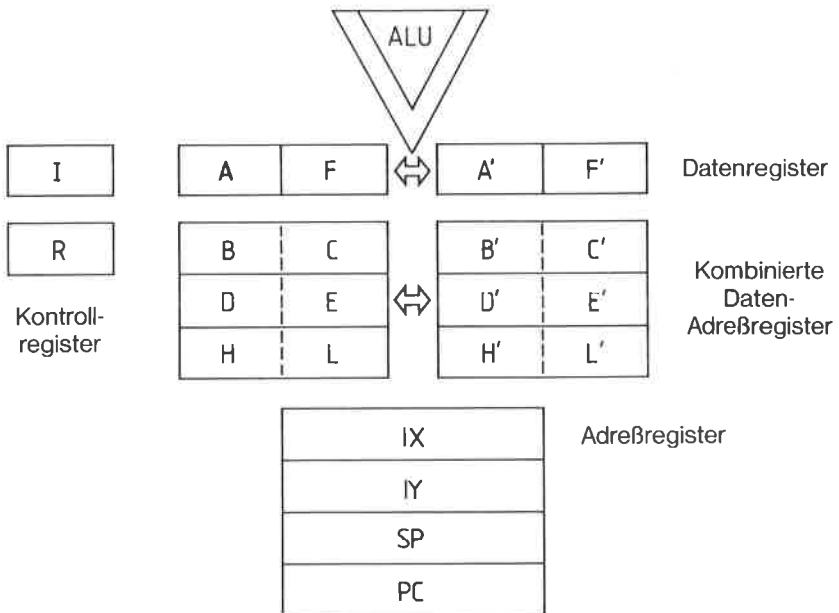 ALU
I A F A' F' Datenregister
R B C B' C'
D E D' E'
H L H' L'
Kontroll-
register
Kombinierte
Daten-
Adreßregister
IX Adreßregister
IY
SP
PC